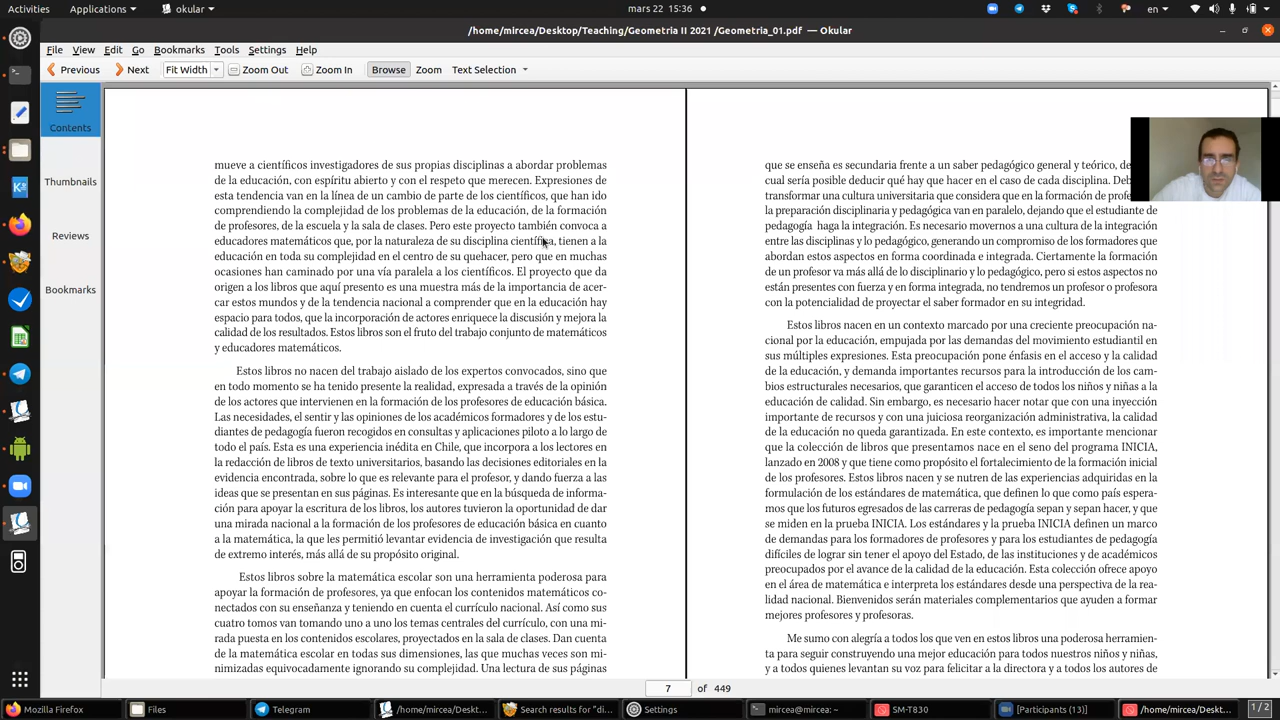 Activities
Applications
okular
mars 22 15:36
en
/home/mircea/Desktop/Teaching/Geometria II 2021 /Geometria_01.pdf — Okular
File View Edit Go Bookmarks Tools Settings Help
Previous Next Fit Width Zoom Out Zoom In Browse Zoom Text Selection
Contents
Thumbnails
Reviews
Bookmarks
mueve a científicos investigadores de sus propias disciplinas a abordar problemas
de la educación, con espíritu abierto y con el respeto que merecen. Expresiones de
esta tendencia van en la línea de un cambio de parte de los científicos, que han ido
comprendiendo la complejidad de los problemas de la educación, de la formación
de profesores, de la escuela y la sala de clases. Pero este proyecto también convoca a
educadores matemáticos que, por la naturaleza de su disciplina científica, tienen a la
educación en toda su complejidad en el centro de su quehacer, pero que en muchas
ocasiones han caminado por una vía paralela a los científicos. El proyecto que da
origen a los libros que aquí presento es una muestra más de la importancia de acer-
car estos mundos y de la tendencia nacional a comprender que en la educación hay
espacio para todos, que la incorporación de actores enriquece la discusión y mejora la
calidad de los resultados. Estos libros son el fruto del trabajo conjunto de matemáticos
y educadores matemáticos.
Estos libros no nacen del trabajo aislado de los expertos convocados, sino que
en todo momento se ha tenido presente la realidad, expresada a través de la opinión
de los actores que intervienen en la formación de los profesores de educación básica.
Las necesidades, el sentir y las opiniones de los académicos formadores y de los estu-
diantes de pedagogía fueron recogidos en consultas y aplicaciones piloto a lo largo de
todo el país. Esta es una experiencia inédita en Chile, que incorpora a los lectores en
la redacción de libros de texto universitarios, basando las decisiones editoriales en la
evidencia encontrada, sobre lo que es relevante para el profesor, y dando fuerza a las
ideas que se presentan en sus páginas. Es interesante que en la búsqueda de informa-
ción para apoyar la escritura de los libros, los autores tuvieron la oportunidad de dar
una mirada nacional a la formación de los profesores de educación básica en cuanto
a la matemática, la que les permitió levantar evidencia de investigación que resulta
de extremo interés, más allá de su propósito original.
Estos libros sobre la matemática escolar son una herramienta poderosa para
apoyar la formación de profesores, ya que enfocan los contenidos matemáticos co-
nectados con su enseñanza y teniendo en cuenta el currículo nacional. Así como sus
cuatro tomos van tomando uno a uno los temas centrales del currículo, con una mi-
rada puesta en los contenidos escolares, proyectados en la sala de clases. Dan cuenta
de la matemática escolar en todas sus dimensiones, las que muchas veces son mi-
nimizadas equivocadamente ignorando su complejidad. Una lectura de sus páginas
que se enseña es secundaria frente a un saber pedagógico general y teórico, de
cual sería posible deducir qué hay que hacer en el caso de cada disciplina. Deb
transformar una cultura universitaria que considera que en la formación de profe
la preparación disciplinaria y pedagógica van en paralelo, dejando que el estudiante de
pedagogía haga la integración. Es necesario movernos a una cultura de la integración
entre las disciplinas y lo pedagógico, generando un compromiso de los formadores que
abordan estos aspectos en forma coordinada e integrada. Ciertamente la formación
de un profesor va más allá de lo disciplinario y lo pedagógico, pero si estos aspectos no
están presentes con fuerza y en forma integrada, no tendremos un profesor o profesora
con la potencialidad de proyectar el saber formador en su integridad.
Estos libros nacen en un contexto marcado por una creciente preocupación na-
cional por la educación, empujada por las demandas del movimiento estudiantil en
sus múltiples expresiones. Esta preocupación pone énfasis en el acceso y la calidad
de la educación, y demanda importantes recursos para la introducción de los cam-
bios estructurales necesarios, que garanticen el acceso de todos los niños y niñas a la
educación de calidad. Sin embargo, es necesario hacer notar que con una inyección
importante de recursos y con una juiciosa reorganización administrativa, la calidad
de la educación no queda garantizada. En este contexto, es importante mencionar
que la colección de libros que presentamos nace en el seno del programa INICIA,
lanzado en 2008 y que tiene como propósito el fortalecimiento de la formación inicial
de los profesores. Estos libros nacen y se nutren de las experiencias adquiridas en la
formulación de los estándares de matemática, que definen lo que como país espera-
mos que los futuros egresados de las carreras de pedagogía sepan y sepan hacer, y que
se miden en la prueba INICIA. Los estándares y la prueba INICIA definen un marco
de demandas para los formadores de profesores y para los estudiantes de pedagogía
difíciles de lograr sin tener el apoyo del Estado, de las instituciones y de académicos
preocupados por el avance de la calidad de la educación. Esta colección ofrece apoyo
en el área de matemática e interpreta los estándares desde una perspectiva de la rea-
lidad nacional. Bienvenidos serán materiales complementarios que ayuden a formar
mejores profesores y profesoras.
Me sumo con alegría a todos los que ven en estos libros una poderosa herramien-
ta para seguir construyendo una mejor educación para todos nuestros niños y niñas,
y a todos quienes levantan su voz para felicitar a la directora y a todos los autores de
7 of 449
Mozilla Firefox
Files
Telegram
/home/mircea/Deskt...
Search results for "di...
Settings
mircea@mircea: ~
SM-T830
[Participants (13)]
/home/mircea/Deskt...
1 / 2